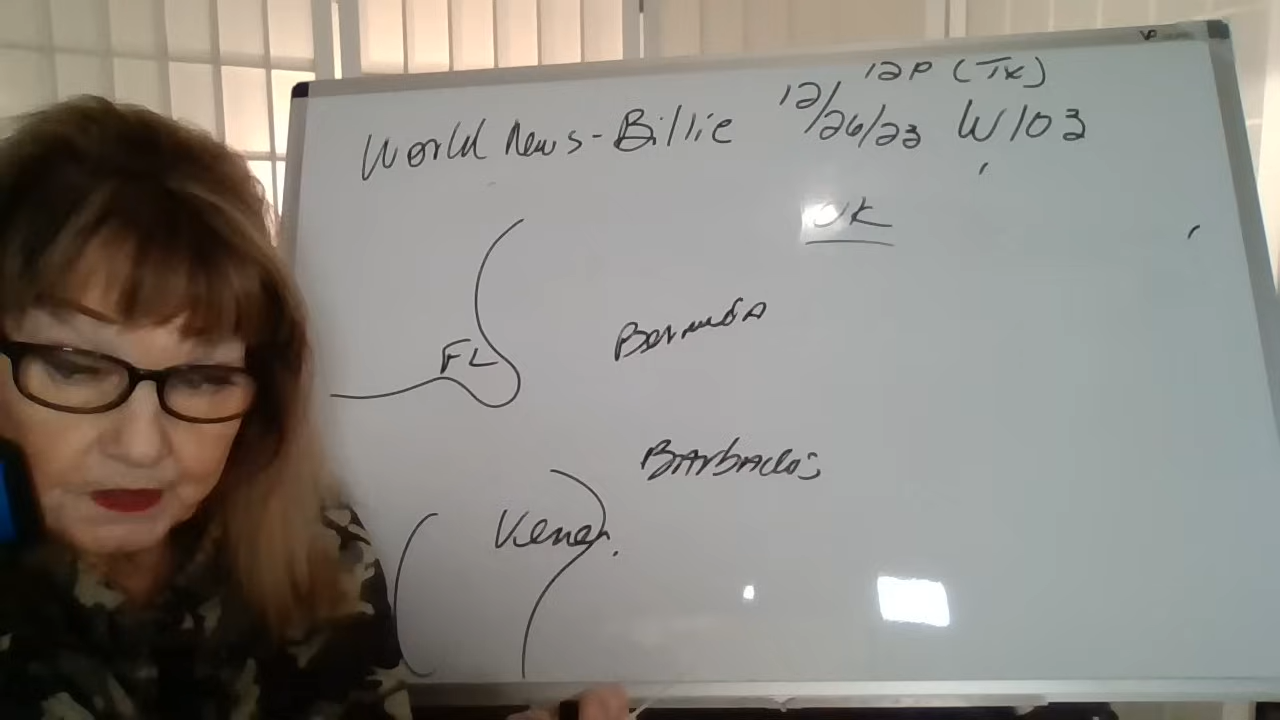 12P (TX)
World News-Billie 12/26/23 W103
UK
FL
Bermuda
Barbados
Venez.